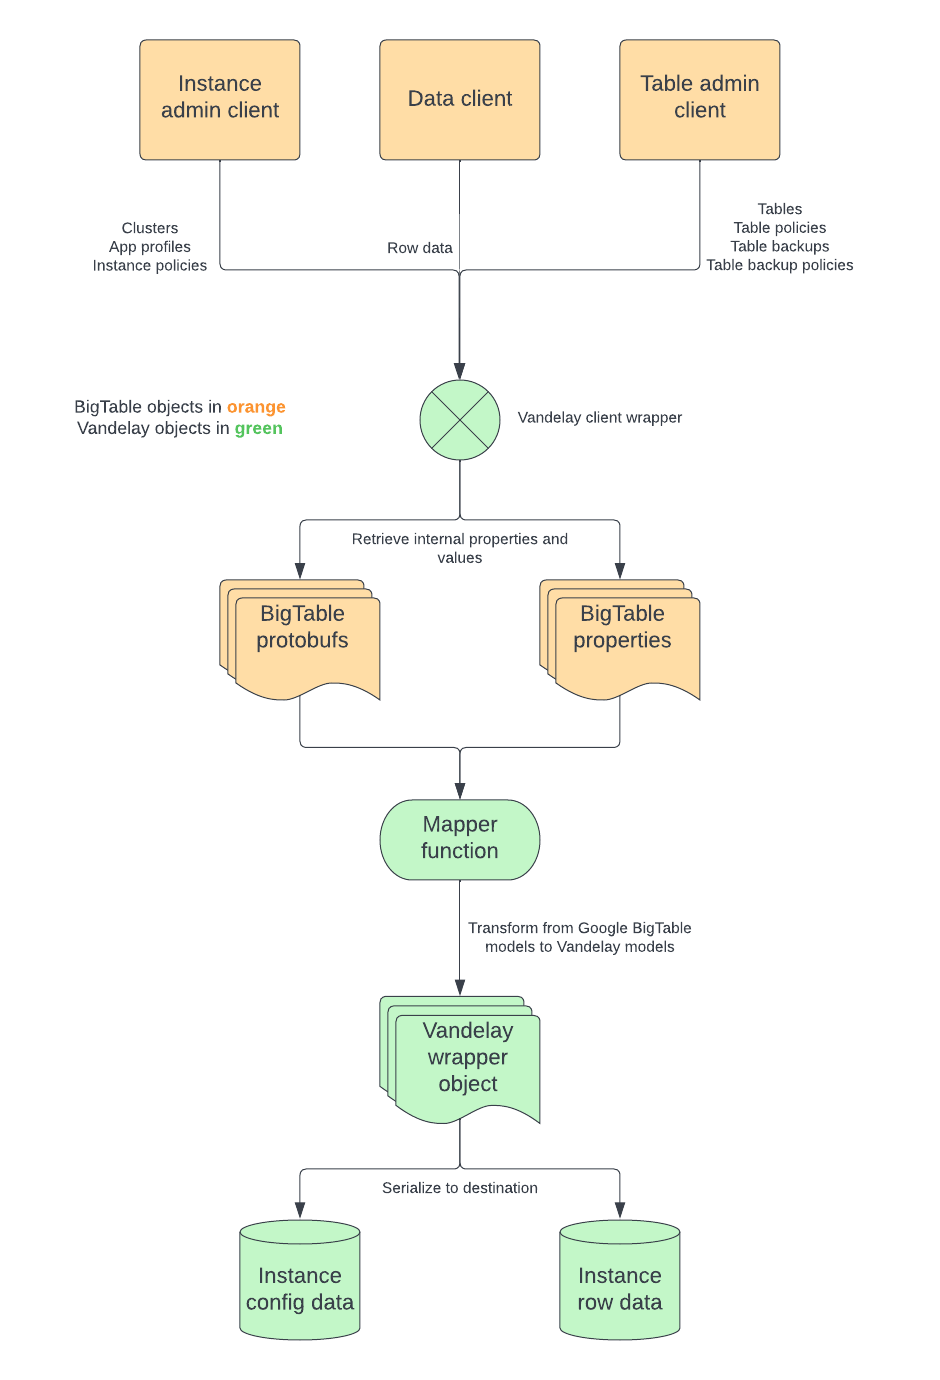 Instance
admin client
Data client
Table admin
client
Clusters
App profiles
Instance policies
Row data
Tables
Table policies
Table backups
Table backup policies
BigTable objects in orange
Vandelay objects in green
Vandelay client wrapper
Retrieve internal properties and
values
BigTable
protobufs
BigTable
properties
Mapper
function
Transform from Google BigTable
models to Vandelay models
Vandelay
wrapper
object
Serialize to destination
Instance
config data
Instance
row data